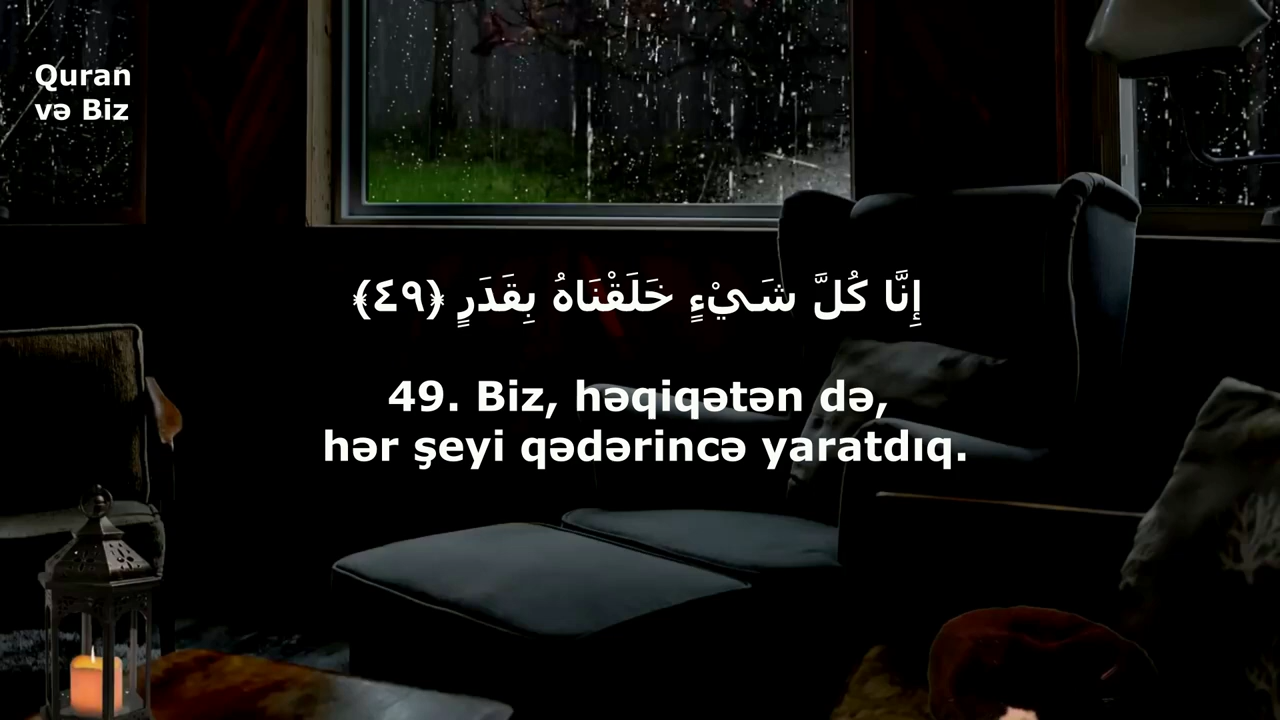 Quran
və Biz
إِنَّا كُلَّ شَيْءٍ خَلَقْنَاهُ بِقَدَرٍ ﴿٤٩﴾
49. Biz, həqiqətən də,
hər şeyi qədərincə yaratdıq.